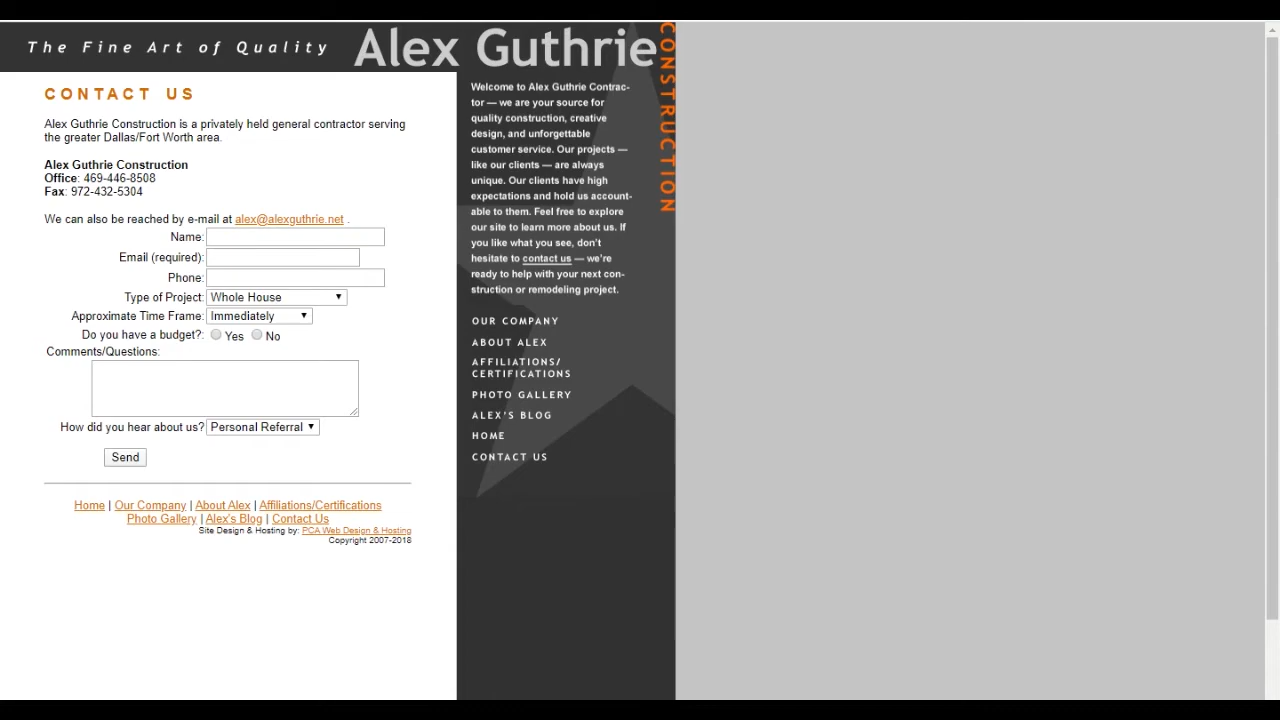 The Fine Art of Quality
Alex Guthrie
CONSTRUCTION
CONTACT US
Alex Guthrie Construction is a privately held general contractor serving
the greater Dallas/Fort Worth area.
Alex Guthrie Construction
Office: 469-446-8508
Fax: 972-432-5304
We can also be reached by e-mail at alex@alexguthrie.net .
Name:
Email (required):
Phone:
Type of Project: Whole House
Approximate Time Frame: Immediately
Do you have a budget?: Yes No
Comments/Questions:
How did you hear about us? Personal Referral
Send
Home | Our Company | About Alex | Affiliations/Certifications
Photo Gallery | Alex's Blog | Contact Us
Site Design & Hosting by: PCA Web Design & Hosting
Copyright 2007-2018
Welcome to Alex Guthrie Contrac-
tor — we are your source for
quality construction, creative
design, and unforgettable
customer service. Our projects —
like our clients — are always
unique. Our clients have high
expectations and hold us account-
able to them. Feel free to explore
our site to learn more about us. If
you like what you see, don't
hesitate to contact us — we're
ready to help with your next con-
struction or remodeling project.
OUR COMPANY
ABOUT ALEX
AFFILIATIONS/
CERTIFICATIONS
PHOTO GALLERY
ALEX'S BLOG
HOME
CONTACT US